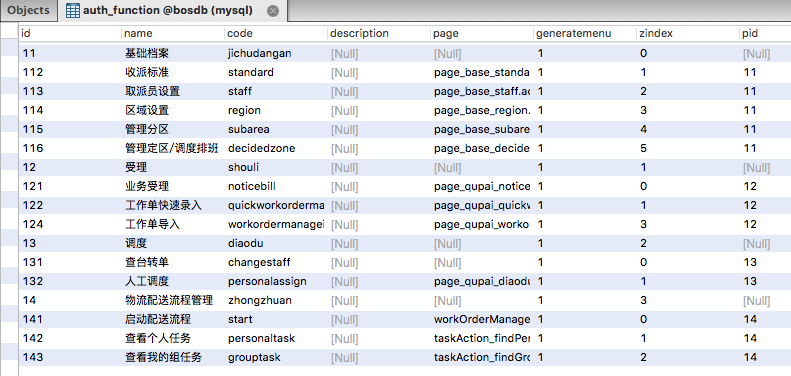 Objects auth_function @bosdb (mysql)
id name code description page generatemenu zindex pid
11 基础档案 jichudangan [Null] [Null] 1 0 [Null]
112 收派标准 standard [Null] page_base_standa 1 1 11
113 取派员设置 staff [Null] page_base_staff.ac 1 2 11
114 区域设置 region [Null] page_base_region. 1 3 11
115 管理分区 subarea [Null] page_base_subare 1 4 11
116 管理定区/调度排班 decidedzone [Null] page_base_decide 1 5 11
12 受理 shouli [Null] [Null] 1 1 [Null]
121 业务受理 noticebill [Null] page_qupai_notice 1 0 12
122 工作单快速录入 quickworkorderma [Null] page_qupai_quickv 1 1 12
124 工作单导入 workordermanagei [Null] page_qupai_worko 1 3 12
13 调度 diaodu [Null] [Null] 1 2 [Null]
131 查台转单 changestaff [Null] [Null] 1 0 13
132 人工调度 personalassign [Null] page_qupai_diaodu 1 1 13
14 物流配送流程管理 zhongzhuan [Null] [Null] 1 3 [Null]
141 启动配送流程 start [Null] workOrderManage 1 0 14
142 查看个人任务 personaltask [Null] taskAction_findPer 1 1 14
143 查看我的组任务 grouptask [Null] taskAction_findGro 1 2 14